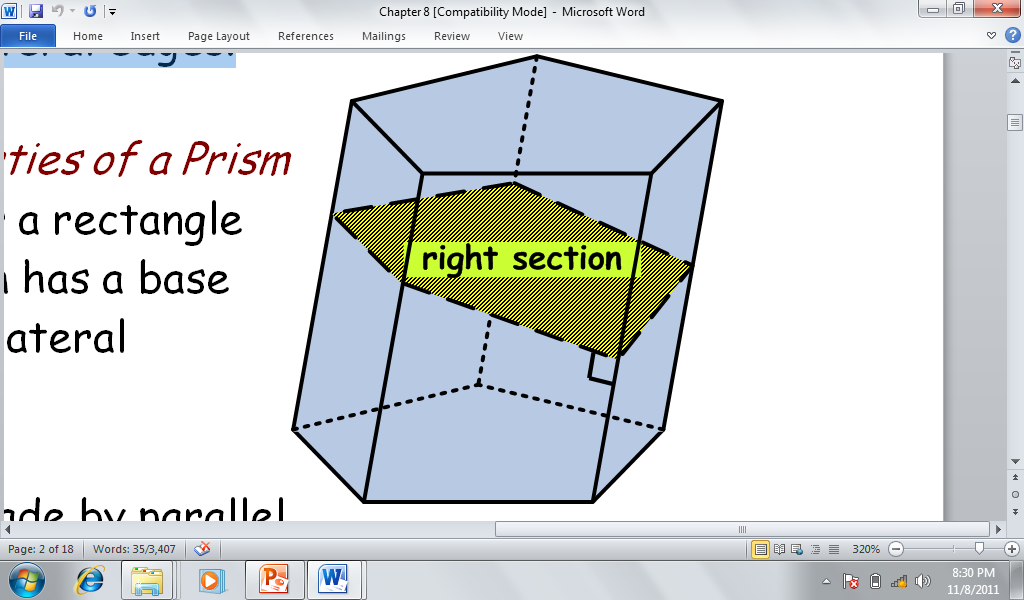 Chapter 8 [Compatibility Mode] - Microsoft Word
File Home Insert Page Layout References Mailings Review View
edges.
ties of a Prism
a rectangle
has a base
ateral
right section
ade by parallel
Page: 2 of 18 Words: 35/3,407 320%
8:30 PM
11/8/2011